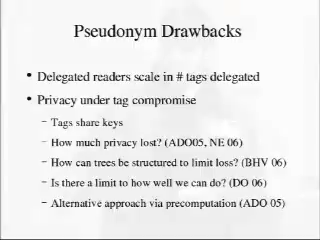 Pseudonym Drawbacks
• Delegated readers scale in # tags delegated
• Privacy under tag compromise
– Tags share keys
– How much privacy lost? (ADO05, NE 06)
– How can trees be structured to limit loss? (BHV 06)
– Is there a limit to how well we can do? (DO 06)
– Alternative approach via precomputation (ADO 05)